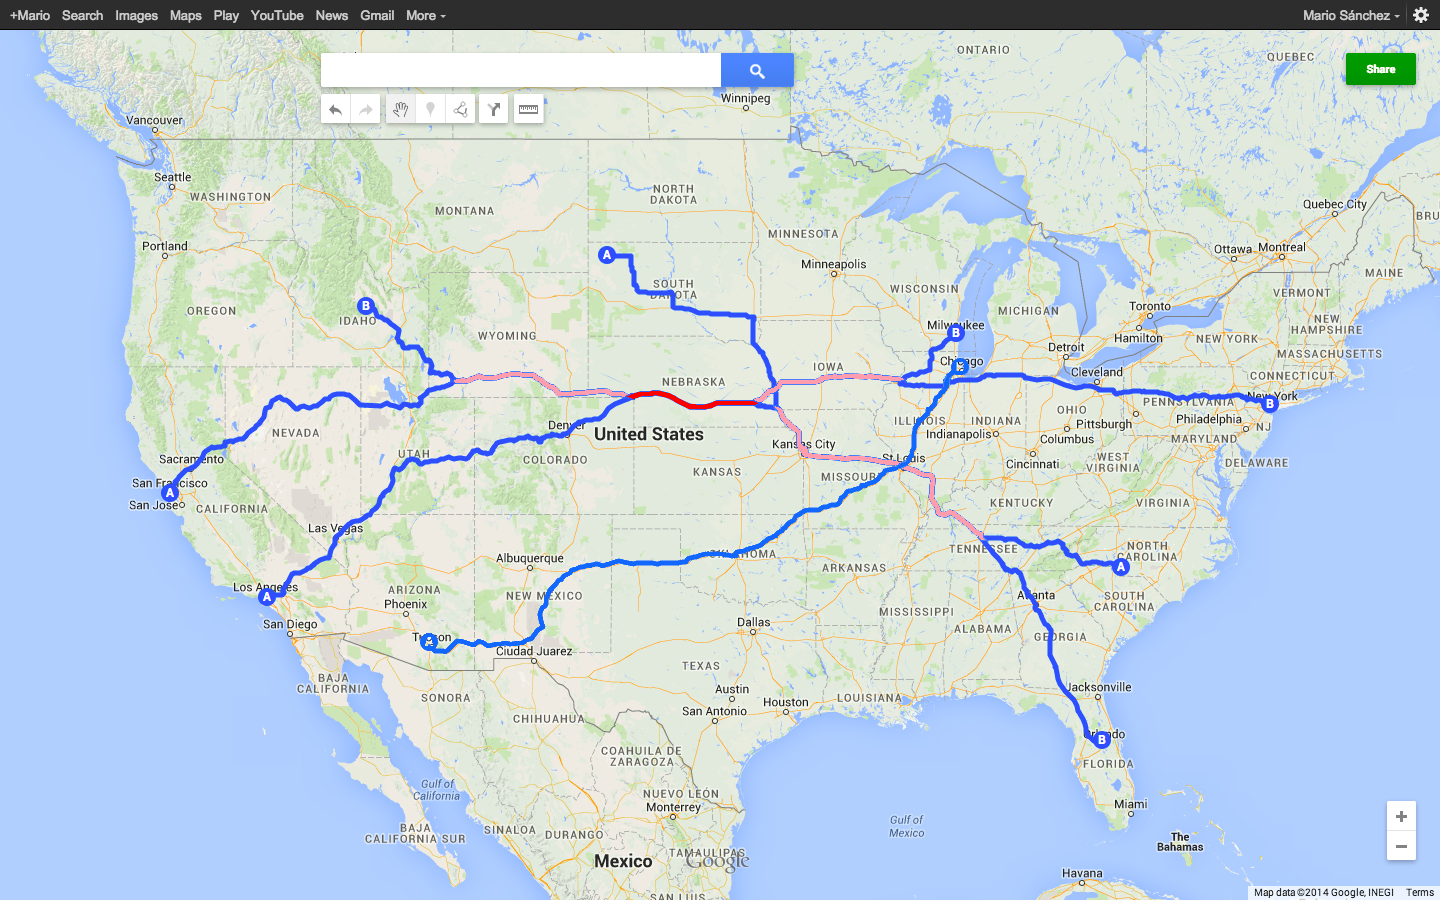 +Mario Search Images Maps Play YouTube News Gmail More
Mario Sánchez
Share
ONTARIO
QUEBEC
Winnipeg
Vancouver
Seattle
WASHINGTON
NORTH
DAKOTA
MONTANA
Quebec City
Portland
MINNESOTA
Ottawa
Montreal
Minneapolis
MAINE
A
SOUTH
DAKOTA
WISCONSIN
VERMONT
B
IDAHO
OREGON
MICHIGAN
Toronto
NEW
HAMPSHIRE
WYOMING
Milwaukee
B
Hamilton
NEW YORK
Detroit
MASSACHUSETTS
Chicago
IOWA
Cleveland
CONNECTICUT
NEBRASKA
New York
B
PENNSYLVANIA
OHIO
Philadelphia
NJ
Pittsburgh
ILLINOIS
INDIANA
Indianapolis
Columbus
MARYLAND
Denver
United States
NEVADA
Kansas City
UTAH
COLORADO
Sacramento
St Louis
Cincinnati
WEST
VIRGINIA
DELAWARE
KANSAS
MISSOURI
San Francisco
A
San Jose
CALIFORNIA
KENTUCKY
VIRGINIA
Las Vegas
TENNESSEE
NORTH
CAROLINA
OKLAHOMA
Albuquerque
ARKANSAS
A
Los Angeles
A
ARIZONA
NEW MEXICO
Phoenix
Atlanta
SOUTH
CAROLINA
MISSISSIPPI
San Diego
Dallas
ALABAMA
GEORGIA
Tucson
Ciudad Juarez
TEXAS
BAJA
CALIFORNIA
SONORA
Austin
Jacksonville
LOUISIANA
Houston
San Antonio
CHIHUAHUA
Orlando
B
COAHUILA DE
ZARAGOZA
FLORIDA
Gulf of
California
NUEVO LEÓN
Monterrey
Miami
Gulf of
Mexico
BAJA
CALIFORNIA SUR
SINALOA
DURANGO
The
Bahamas
TAMAULIPAS
Mexico
Google
Havana
SAN LUIS
Map data ©2014 Google, INEGI Terms